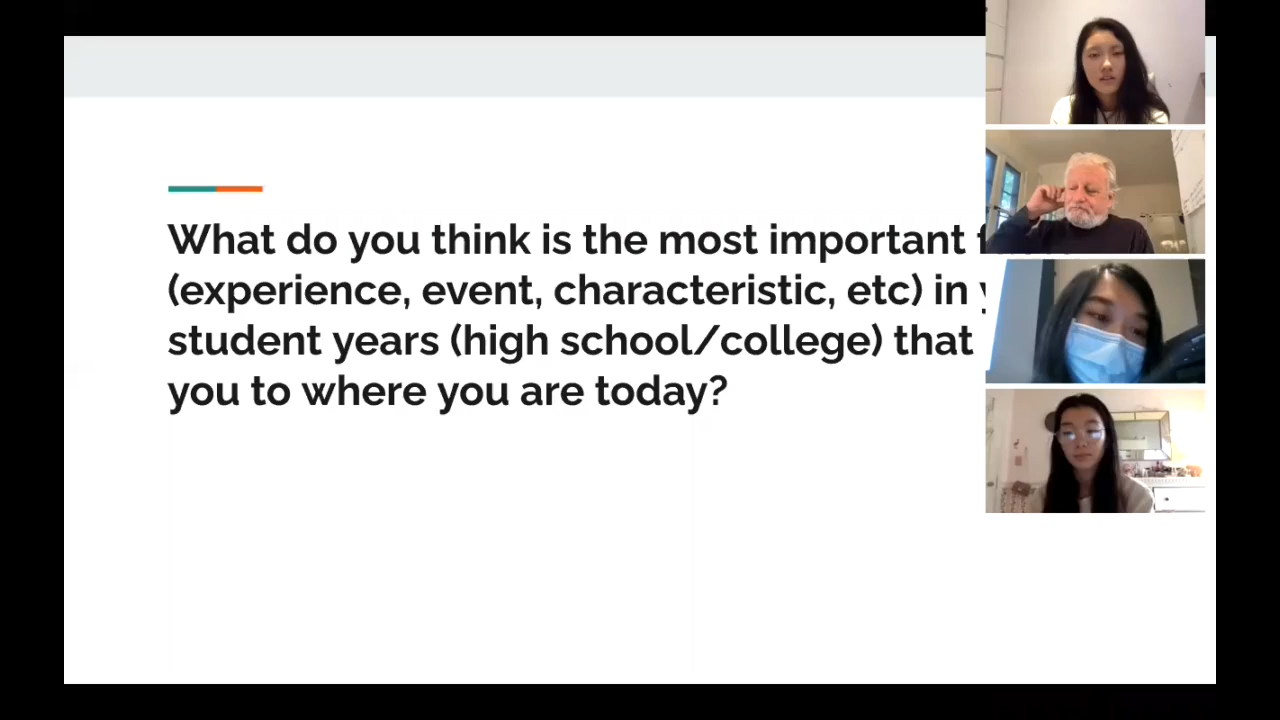 What do you think is the most important
(experience, event, characteristic, etc) in
student years (high school/college) that
you to where you are today?